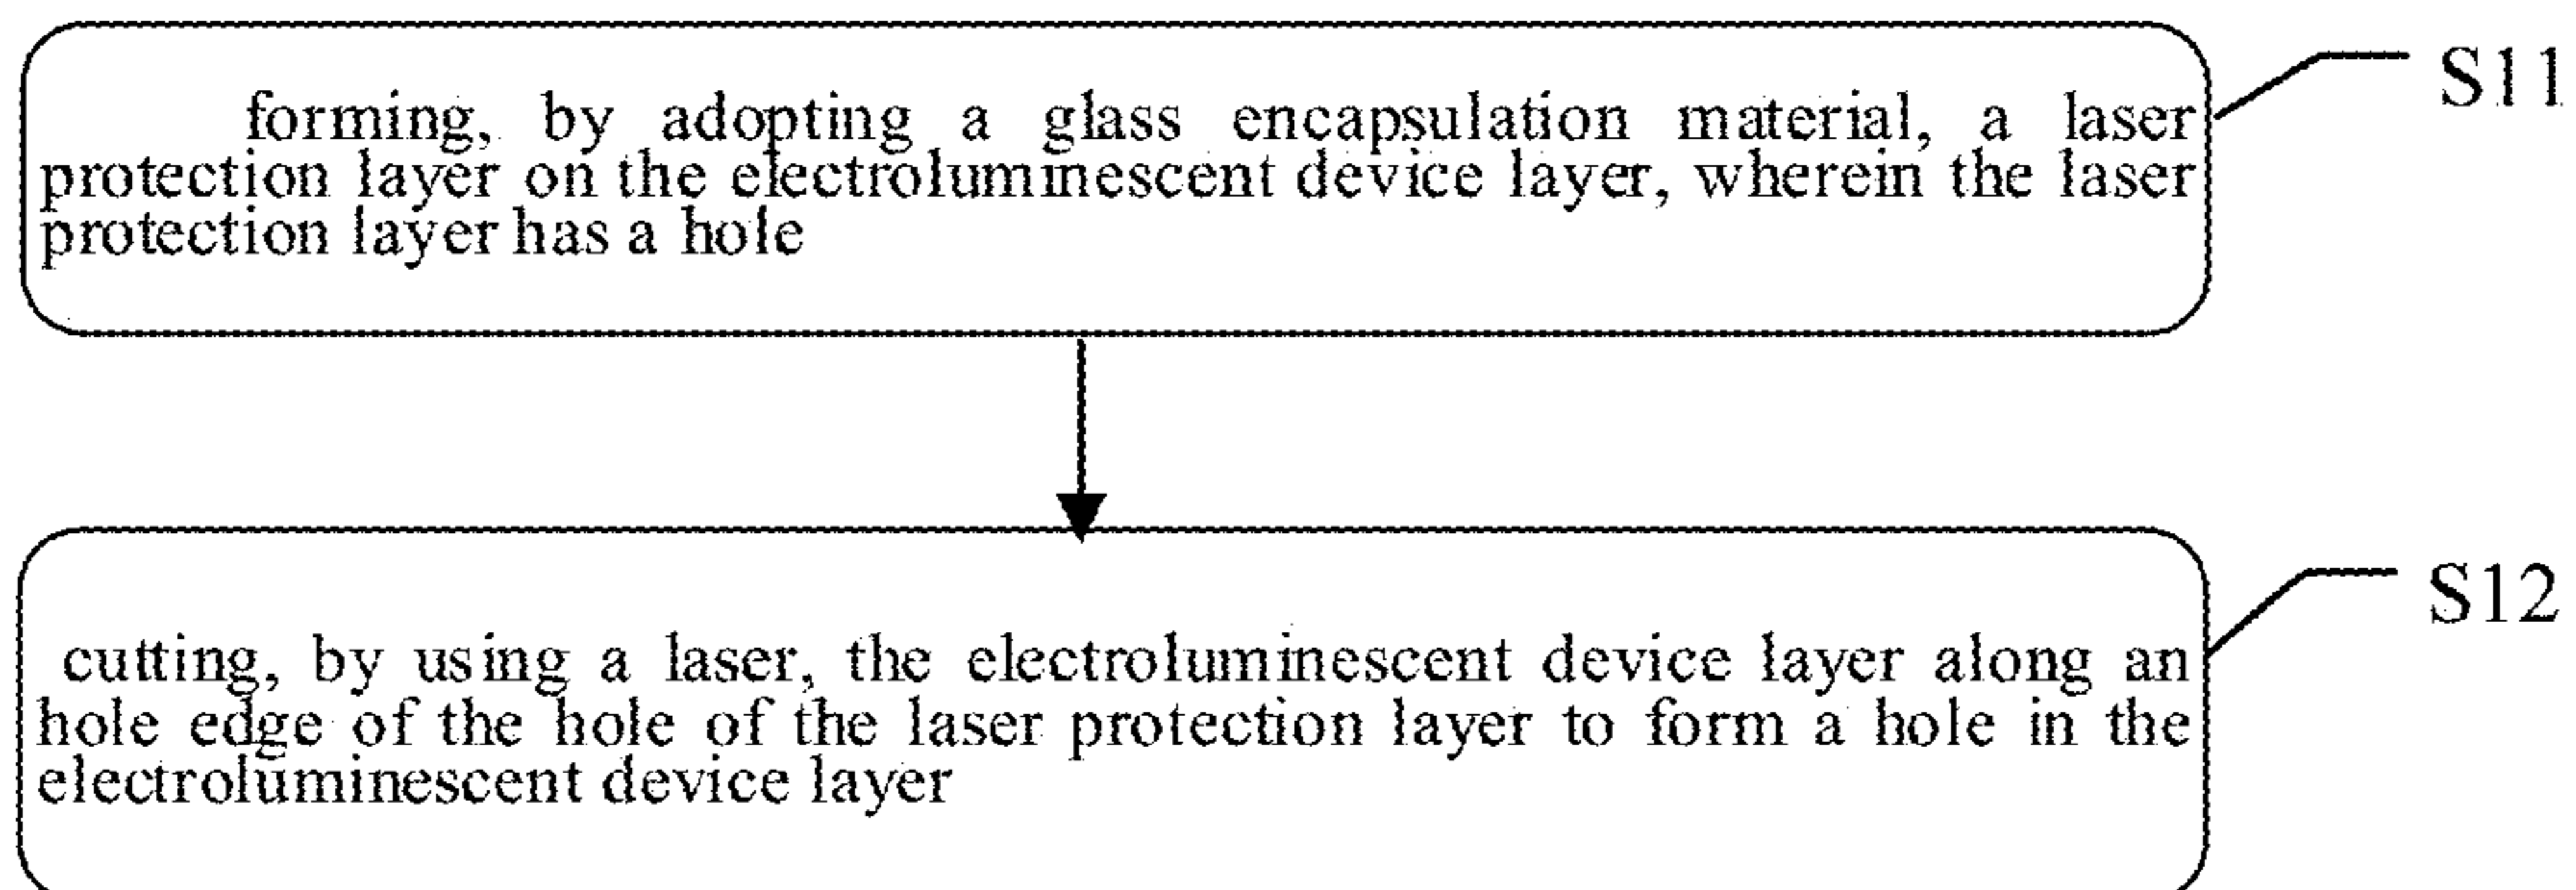 forming, by adopting a glass encapsulation material, a laser
protection layer on the electroluminescent device layer, wherein the laser
protection layer has a hole
S11
cutting, by using a laser, the electroluminescent device layer along an
hole edge of the hole of the laser protection layer to form a hole in the
electroluminescent device layer
S12